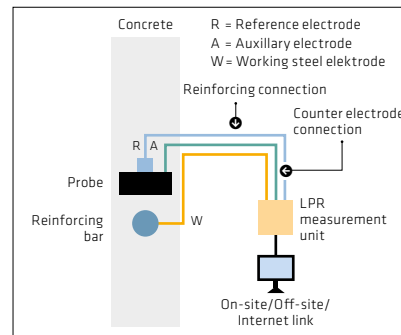 Concrete
R = Reference electrode
A = Auxillary electrode
W = Working steel elektrode
Reinforcing connection
Counter electrode
connection
R A
Probe
Reinforcing
bar
W
LPR
measurement
unit
On-site/Off-site/
Internet link